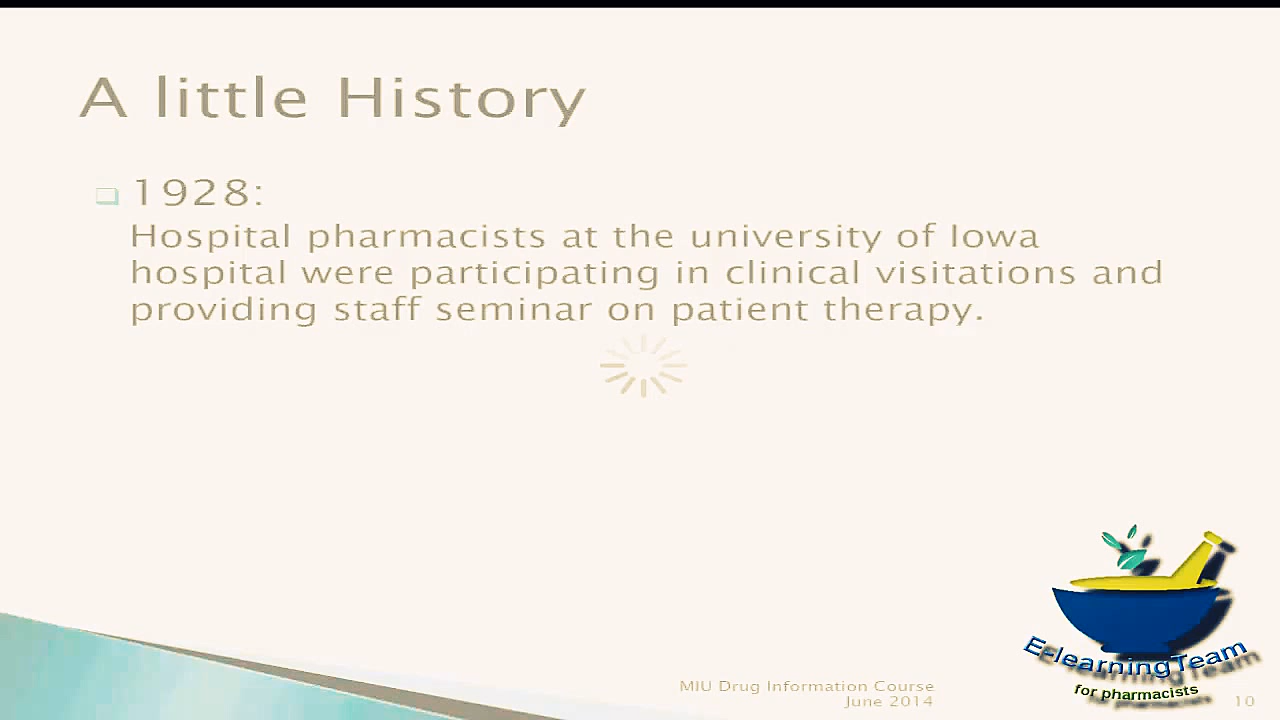 A little History
1928:
Hospital pharmacists at the university of Iowa
hospital were participating in clinical visitations and
providing staff seminar on patient therapy.
E-learningTeam
for pharmacists
MIU Drug Information Course
June 2014
10